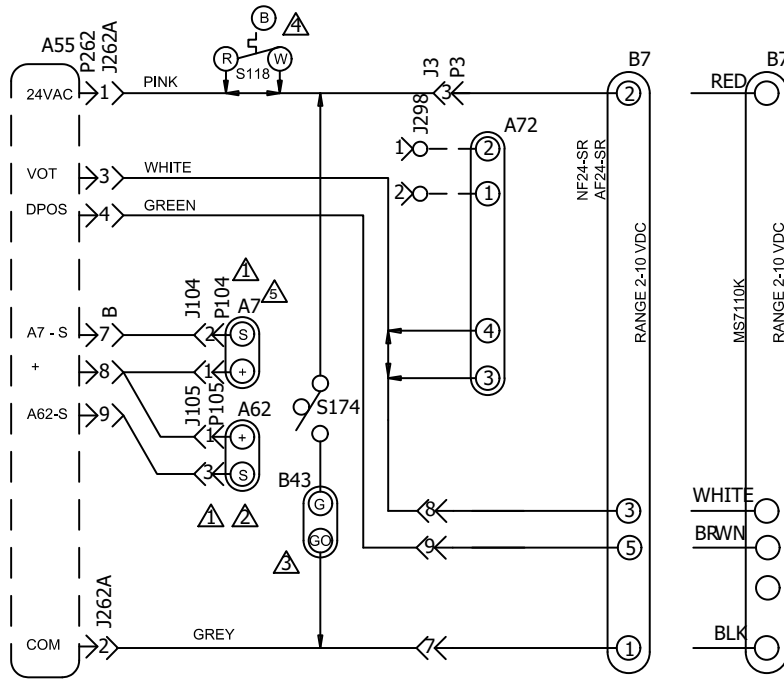 B
4
A55
P262
J262A
R
W
S118
J3
P3
B7
B7
24VAC
1
PINK
3
2
RED
J298
A72
1
2
NF24-SR
AF24-SR
2
1
VOT
3
WHITE
DPOS
4
GREEN
RANGE 2-10 VDC
MS7110K
RANGE 2-10 VDC
B
J104
P104
1
5
A7
A7 - S
7
2
S
4
+
8
1
+
3
J105
P105
A62
S174
A62-S
9
1
+
3
S
B43
G
1
2
GO
3
8
3
WHITE
9
5
BRWN
J262A
COM
2
GREY
7
1
BLK